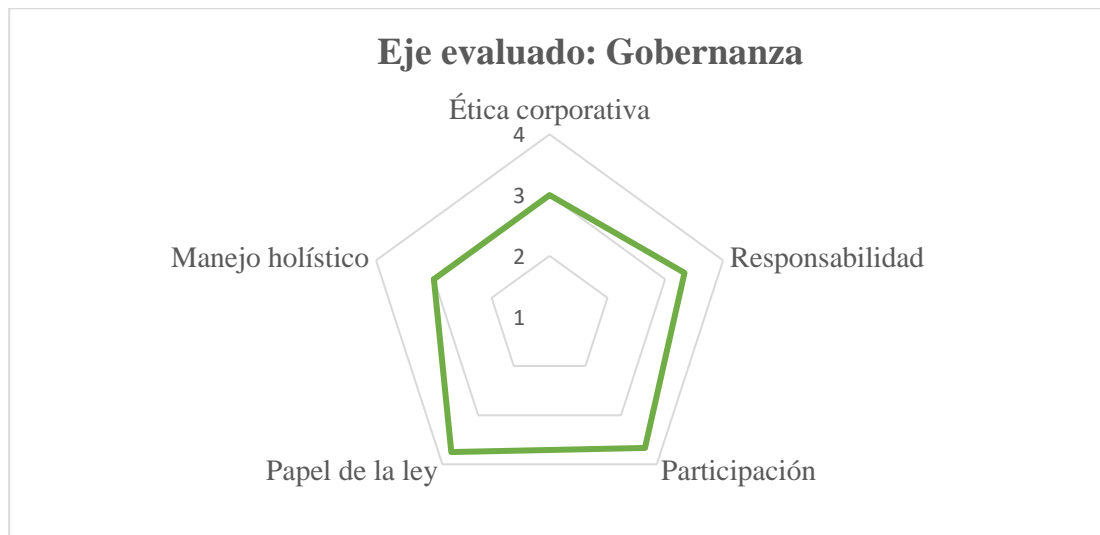 Eje evaluado: Gobernanza
Ética corporativa
4
3
Manejo holístico
Responsabilidad
2
1
Papel de la ley
Participación